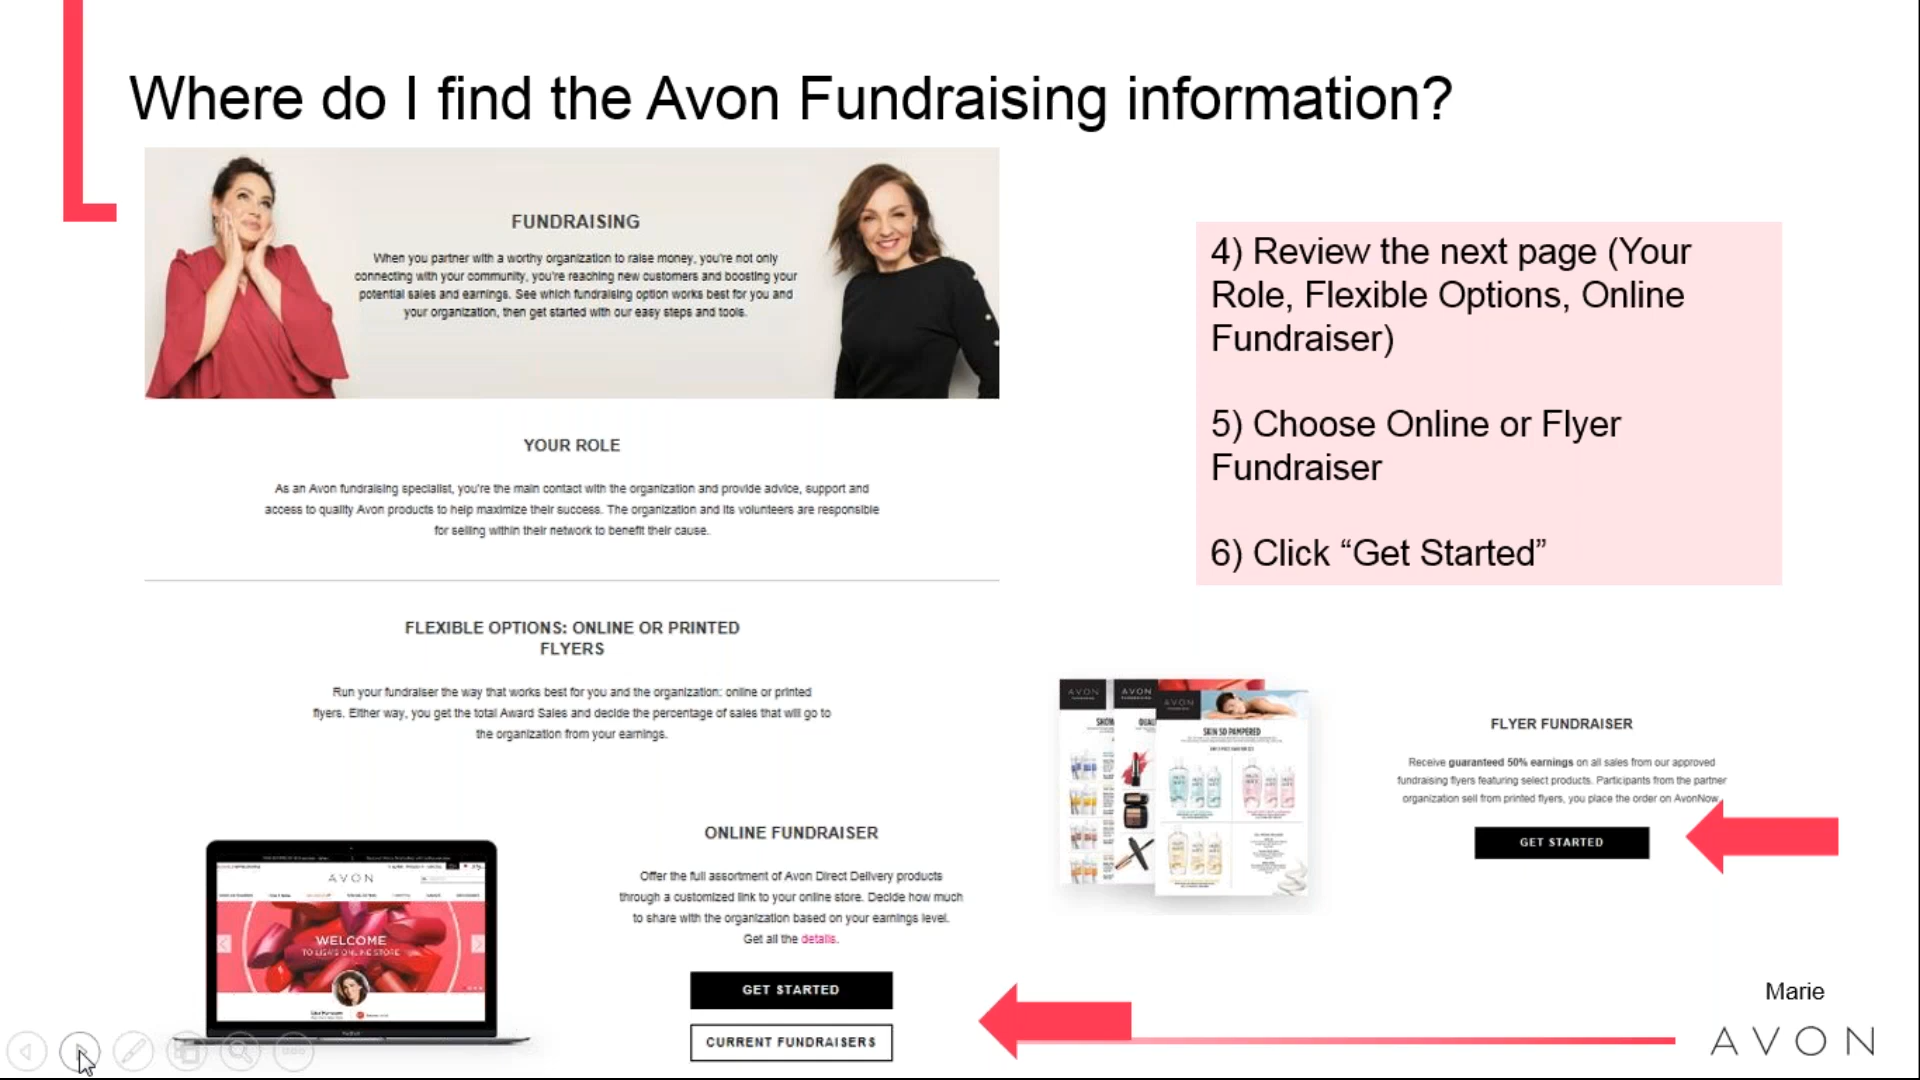 Where do I find the Avon Fundraising information?
FUNDRAISING
When you partner with a worthy organization to raise money, you're not only
connecting with your community, you're reaching new customers and boosting your
potential sales and earnings. See which fundraising option works best for you and
your organization, then get started with our easy steps and tools.
YOUR ROLE
As an Avon fundraising specialist, you're the main contact with the organization and provide advice, support and
access to quality Avon products to help maximize their success. The organization and its volunteers are responsible
for selling within their network to benefit their cause.
FLEXIBLE OPTIONS: ONLINE OR PRINTED
FLYERS
Run your fundraiser the way that works best for you and the organization: online or printed
flyers. Either way, you get the total Award Sales and decide the percentage of sales that will go to
the organization from your earnings.
AVON
WELCOME
TO LISA'S ONLINE STORE
ONLINE FUNDRAISER
Offer the full assortment of Avon Direct Delivery products
through a customized link to your online store. Decide how much
to share with the organization based on your earnings level.
Get all the details.
GET STARTED
CURRENT FUNDRAISERS
4) Review the next page (Your
Role, Flexible Options, Online
Fundraiser)
5) Choose Online or Flyer
Fundraiser
6) Click “Get Started”
AVON
AVON
AVON
SKIN SO PAMPERED
FLYER FUNDRAISER
Receive guaranteed 50% earnings on all sales from our approved
fundraising flyers featuring select products. Participants from the partner
organization sell from printed flyers, you place the order on AvonNow.
GET STARTED
Marie
AVON